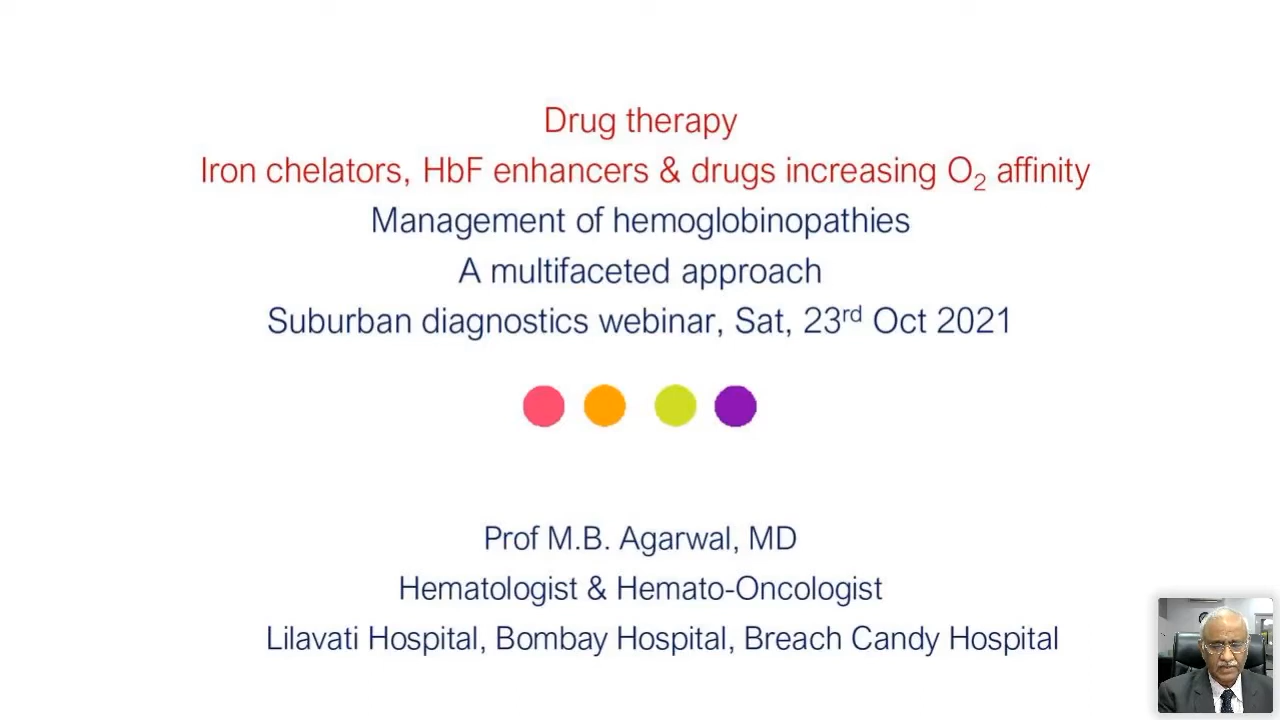 Drug therapy
Iron chelators, HbF enhancers & drugs increasing O₂ affinity
Management of hemoglobinopathies
A multifaceted approach
Suburban diagnostics webinar, Sat, 23rd Oct 2021
Prof M.B. Agarwal, MD
Hematologist & Hemato-Oncologist
Lilavati Hospital, Bombay Hospital, Breach Candy Hospital